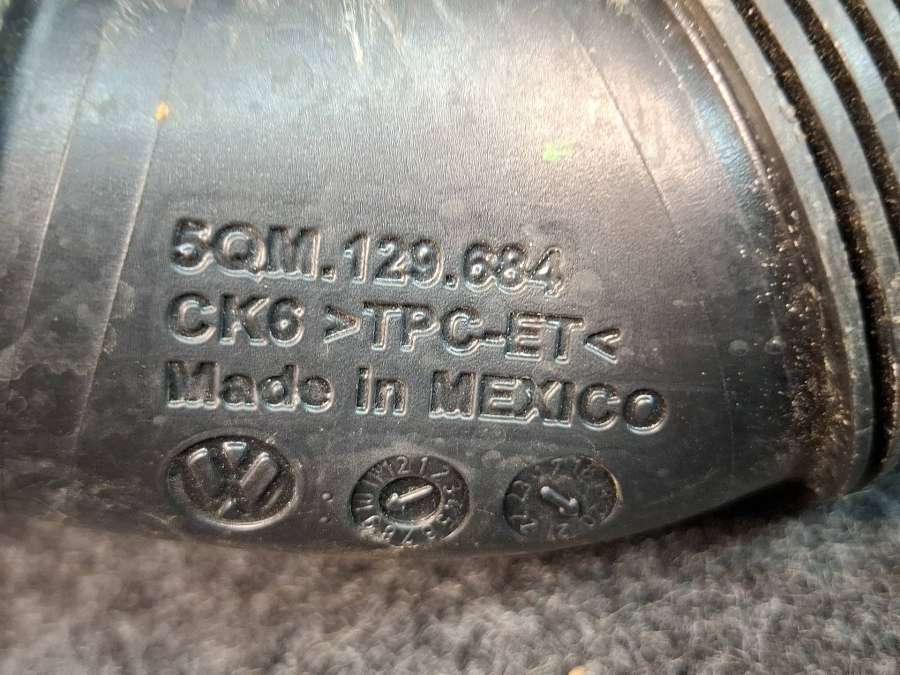 5QM.129.684
CK6 >TPC-ET<
Made in MEXICO